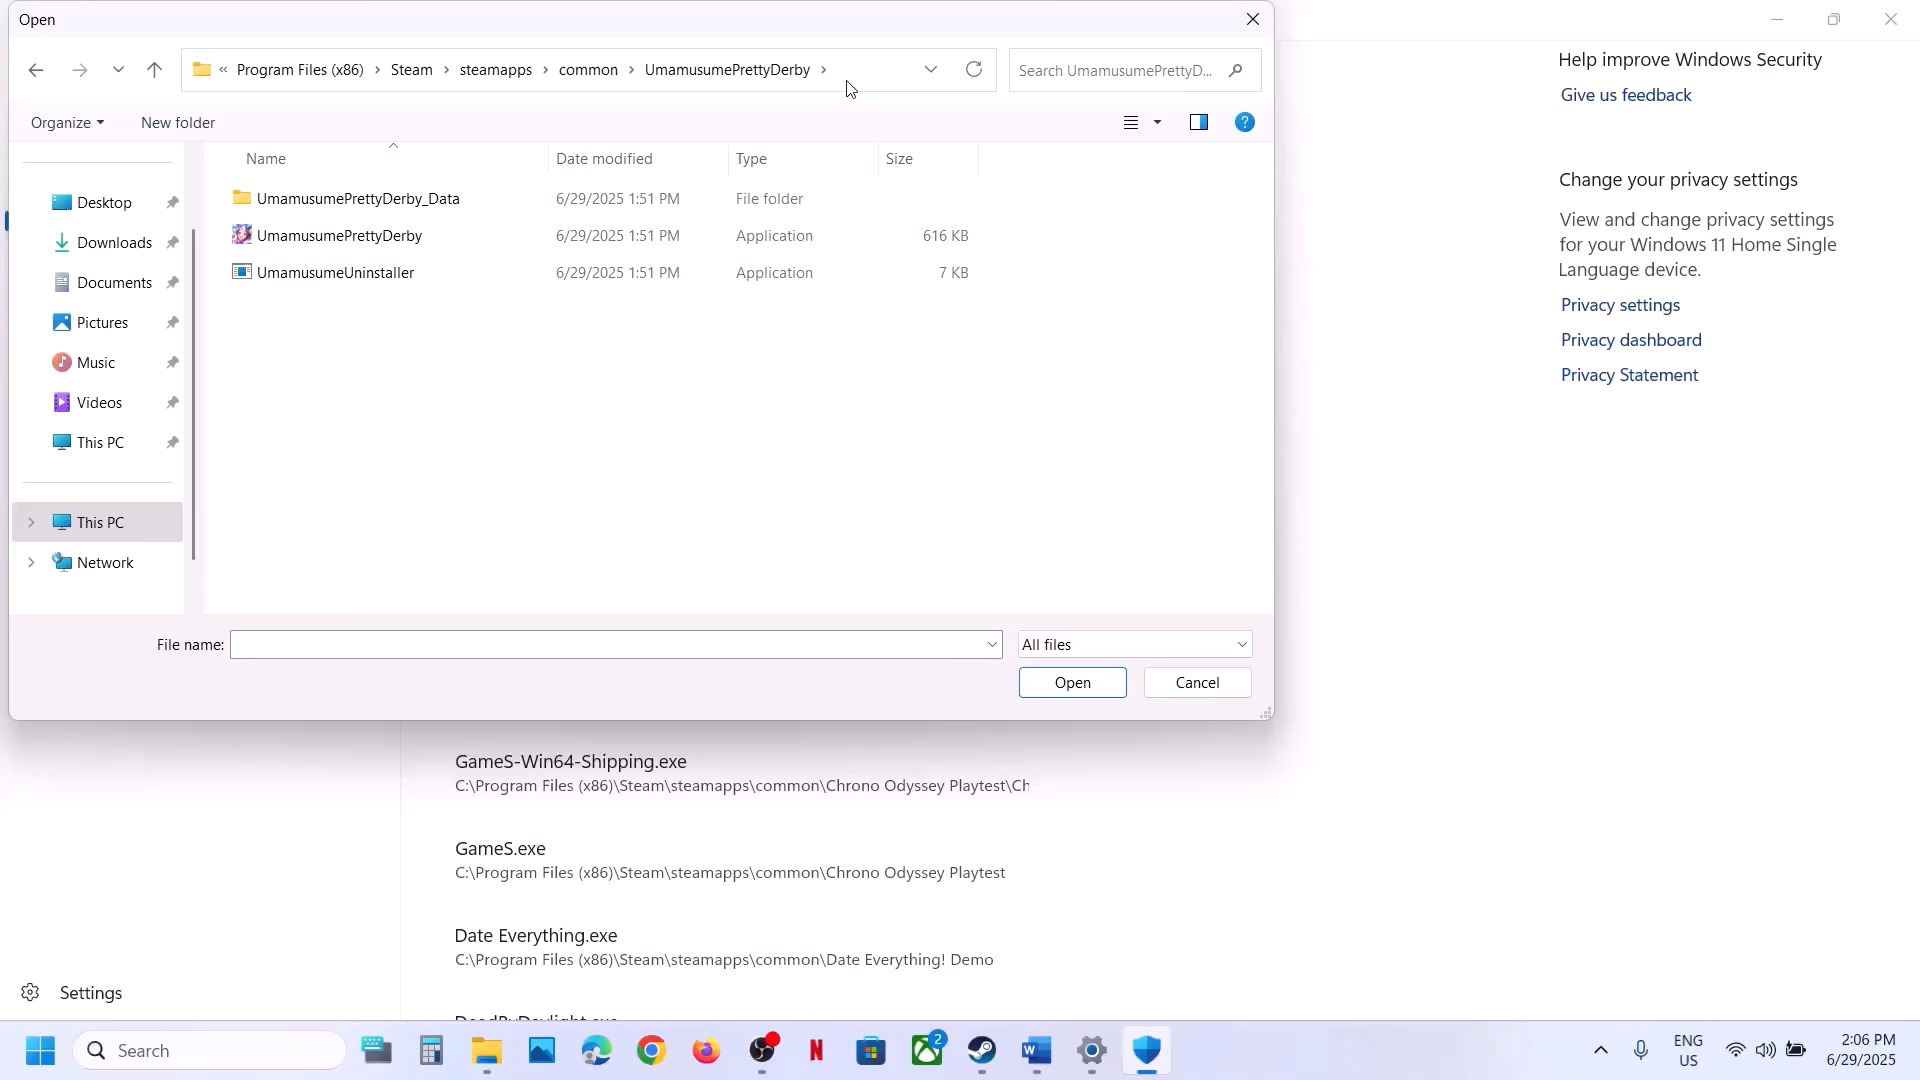 Open
« Program Files (x86) > Steam > steamapps > common > UmamusumePrettyDerby >
Search UmamusumePrettyD...
Organize
New folder
Name
Date modified
Type
Size
UmamusumePrettyDerby_Data 6/29/2025 1:51 PM File folder
UmamusumePrettyDerby 6/29/2025 1:51 PM Application 616 KB
UmamusumeUninstaller 6/29/2025 1:51 PM Application 7 KB
Desktop
Downloads
Documents
Pictures
Music
Videos
This PC
This PC
Network
File name:
All files
Open
Cancel
Help improve Windows Security
Give us feedback
Change your privacy settings
View and change privacy settings
for your Windows 11 Home Single
Language device.
Privacy settings
Privacy dashboard
Privacy Statement
GameS-Win64-Shipping.exe
C:\Program Files (x86)\Steam\steamapps\common\Chrono Odyssey Playtest\Ch
GameS.exe
C:\Program Files (x86)\Steam\steamapps\common\Chrono Odyssey Playtest
Date Everything.exe
C:\Program Files (x86)\Steam\steamapps\common\Date Everything! Demo
DeadByDaylight.exe
Settings
Search
2
ENG
US
2:06 PM
6/29/2025